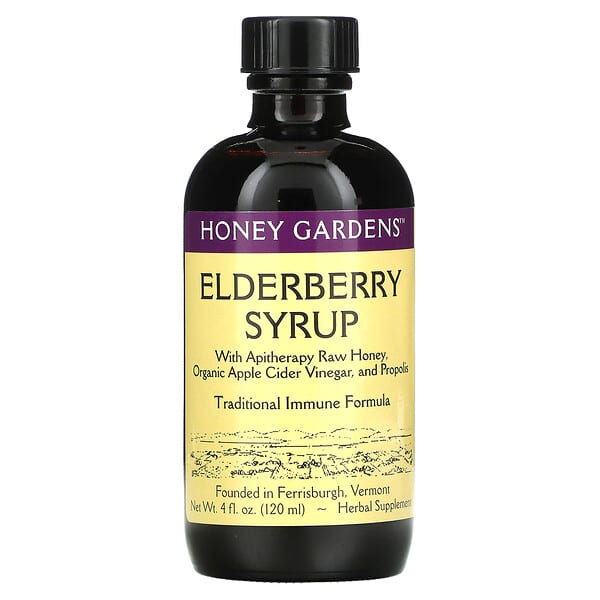 HONEY GARDENS™
ELDERBERRY
SYRUP
With Apitherapy Raw Honey,
Organic Apple Cider Vinegar, and Propolis
Traditional Immune Formula
Founded in Ferrisburgh, Vermont
Net Wt. 4 fl. oz. (120 ml) ~ Herbal Supplement